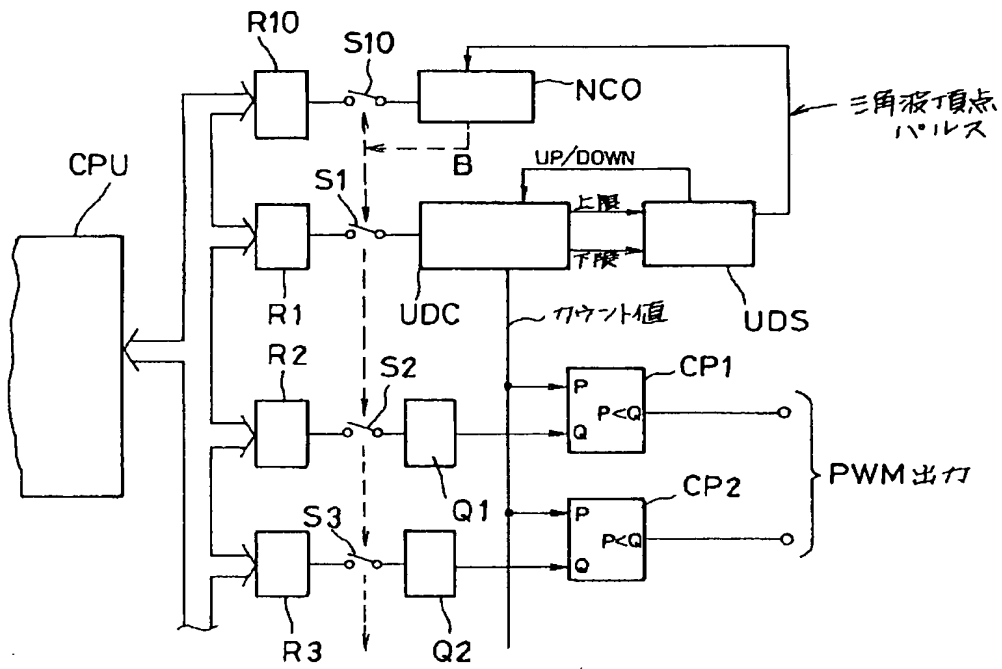 R10
S10
NCO
三角波頂点
パルス
CPU
B
UP/DOWN
S1
上限
下限
R1
UDC
UDS
カウント値
R2
S2
CP1
P
P<Q
Q
Q1
PWM出力
CP2
S3
P
P<Q
Q
R3
Q2